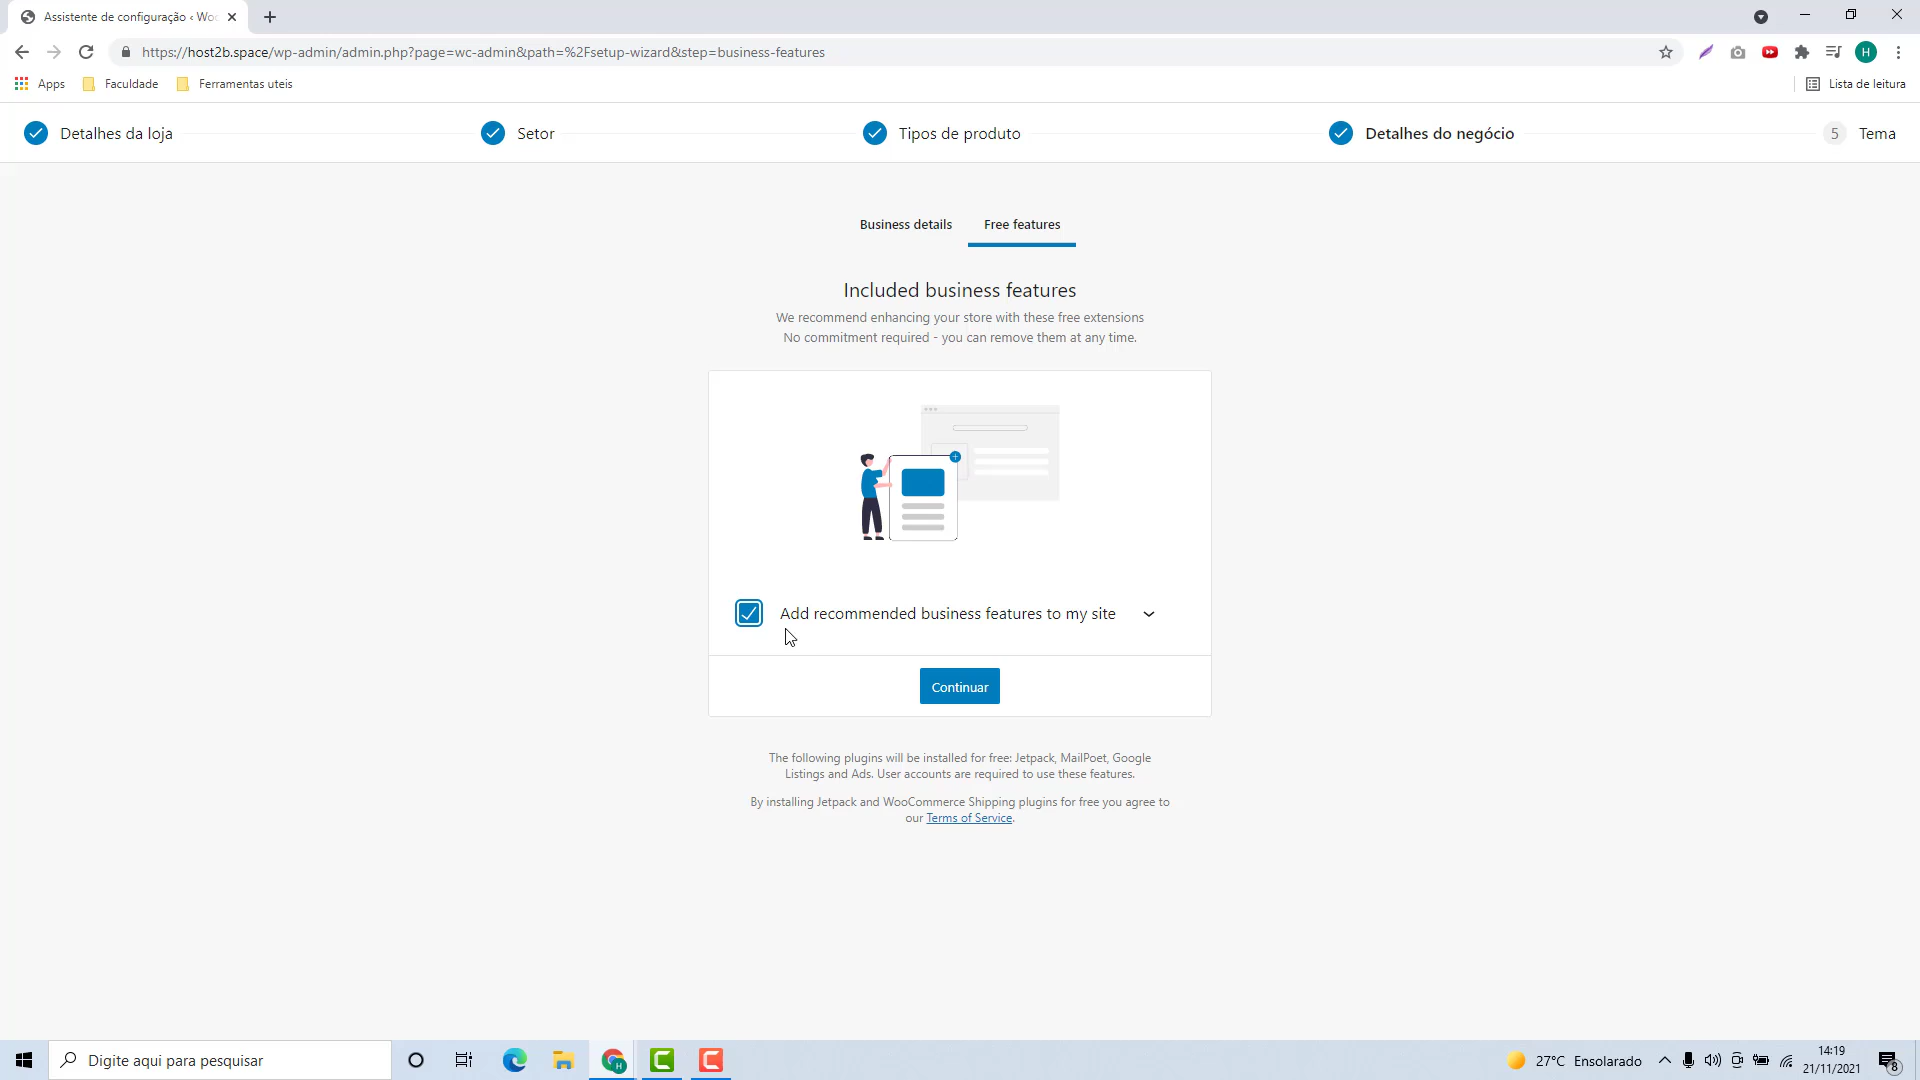 Assistente de configuração ‹ Woo
https://host2b.space/wp-admin/admin.php?page=wc-admin&path=%2Fsetup-wizard&step=business-features
H
Apps
Faculdade
Ferramentas uteis
Lista de leitura
Detalhes da loja
Setor
Tipos de produto
Detalhes do negócio
5 Tema
Business details
Free features
Included business features
We recommend enhancing your store with these free extensions
No commitment required - you can remove them at any time.
Add recommended business features to my site
Continuar
The following plugins will be installed for free: Jetpack, MailPoet, Google
Listings and Ads. User accounts are required to use these features.
By installing Jetpack and WooCommerce Shipping plugins for free you agree to
our Terms of Service.
Digite aqui para pesquisar
27°C Ensolarado
14:19
21/11/2021
8